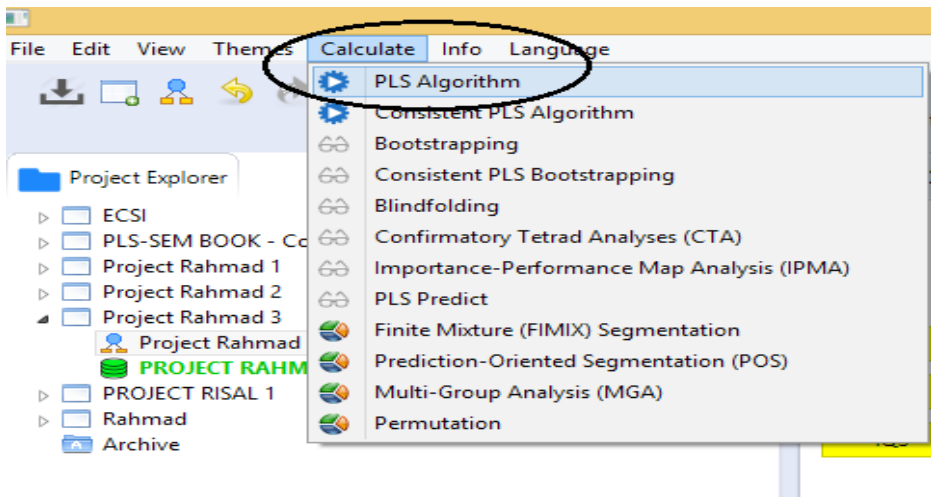 File Edit View Themes Calculate Info Language
PLS Algorithm
Consistent PLS Algorithm
Bootstrapping
Consistent PLS Bootstrapping
Blindfolding
Confirmatory Tetrad Analyses (CTA)
Importance-Performance Map Analysis (IPMA)
PLS Predict
Finite Mixture (FIMIX) Segmentation
Prediction-Oriented Segmentation (POS)
Multi-Group Analysis (MGA)
Permutation
Project Explorer
ECSI
PLS-SEM BOOK - Co
Project Rahmad 1
Project Rahmad 2
Project Rahmad 3
Project Rahmad
PROJECT RAHM
PROJECT RISAL 1
Rahmad
Archive